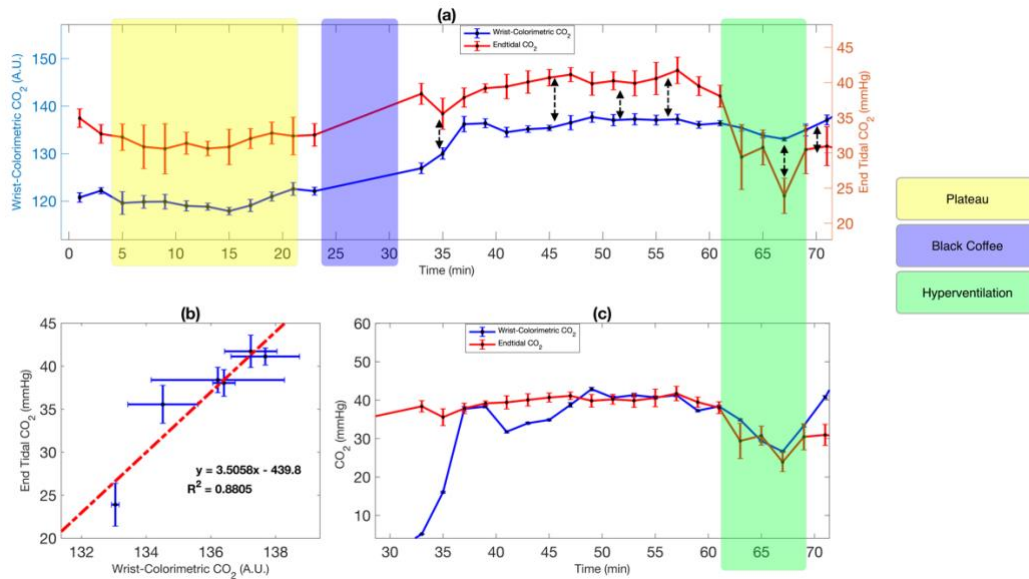 (a)
Wrist-Colorimetric CO2
Endtidal CO2
Wrist-Colorimetric CO2 (A.U.)
150
140
130
120
45
40
35
30
25
20
End Tidal CO2 (mmHg)
0 5 10 15 20 25 30 35 40 45 50 55 60 65 70
Time (min)
Plateau
Black Coffee
Hyperventilation
(b)
End Tidal CO2 (mmHg)
45
40
35
30
25
20
y = 3.5058x - 439.8
R2 = 0.8805
132 134 136 138
Wrist-Colorimetric CO2 (A.U.)
(c)
Wrist-Colorimetric CO2
Endtidal CO2
CO2 (mmHg)
60
50
40
30
20
10
30 35 40 45 50 55 60 65 70
Time (min)